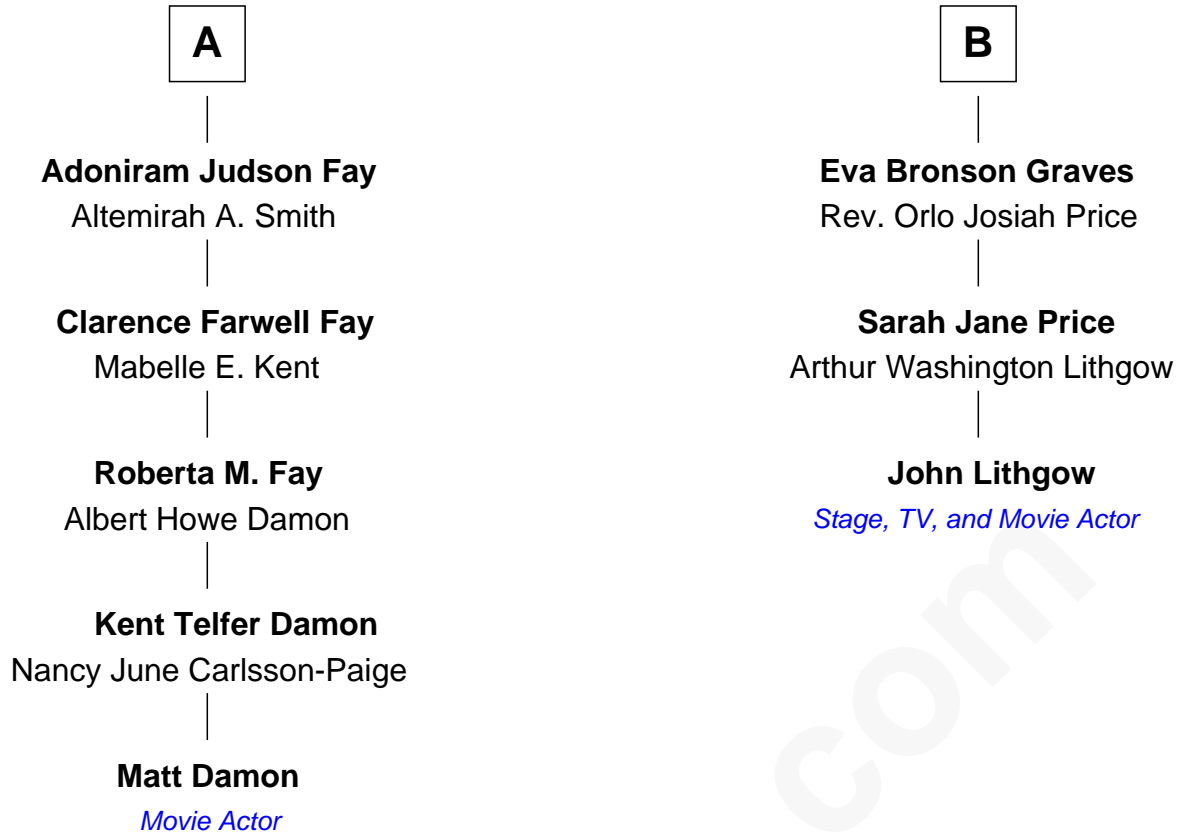 A
Adoniram Judson Fay
Altemirah A. Smith
Clarence Farwell Fay
Mabelle E. Kent
Roberta M. Fay
Albert Howe Damon
Kent Telfer Damon
Nancy June Carlsson-Paige
Matt Damon
Movie Actor
B
Eva Bronson Graves
Rev. Orlo Josiah Price
Sarah Jane Price
Arthur Washington Lithgow
John Lithgow
Stage, TV, and Movie Actor
com